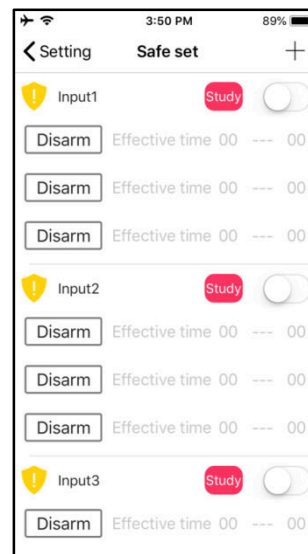 3:50 PM 89%
Setting Safe set +
Input1 Study
Disarm Effective time 00 --- 00
Disarm Effective time 00 --- 00
Disarm Effective time 00 --- 00
Input2 Study
Disarm Effective time 00 --- 00
Disarm Effective time 00 --- 00
Disarm Effective time 00 --- 00
Input3 Study
Disarm Effective time 00 --- 00